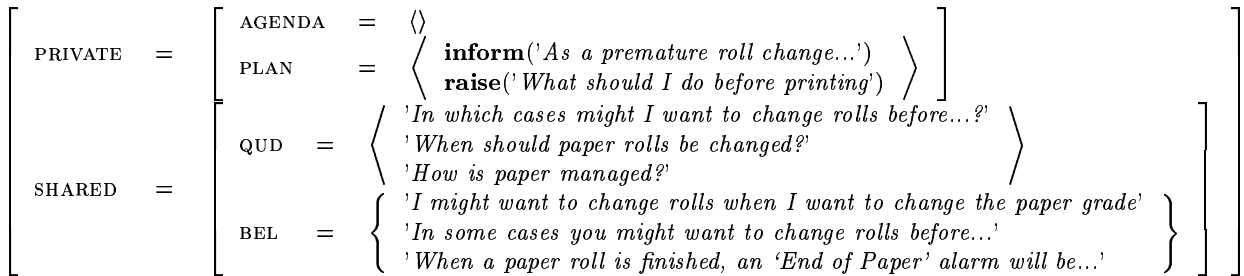 AGENDA = ⟨⟩
PRIVATE = inform('As a premature roll change...')
PLAN = raise('What should I do before printing')
'In which cases might I want to change rolls before...?'
QUD = 'When should paper rolls be changed?'
'How is paper managed?'
SHARED =
'I might want to change rolls when I want to change the paper grade'
BEL = 'In some cases you might want to change rolls before...'
'When a paper roll is finished, an ‘End of Paper’ alarm will be...'